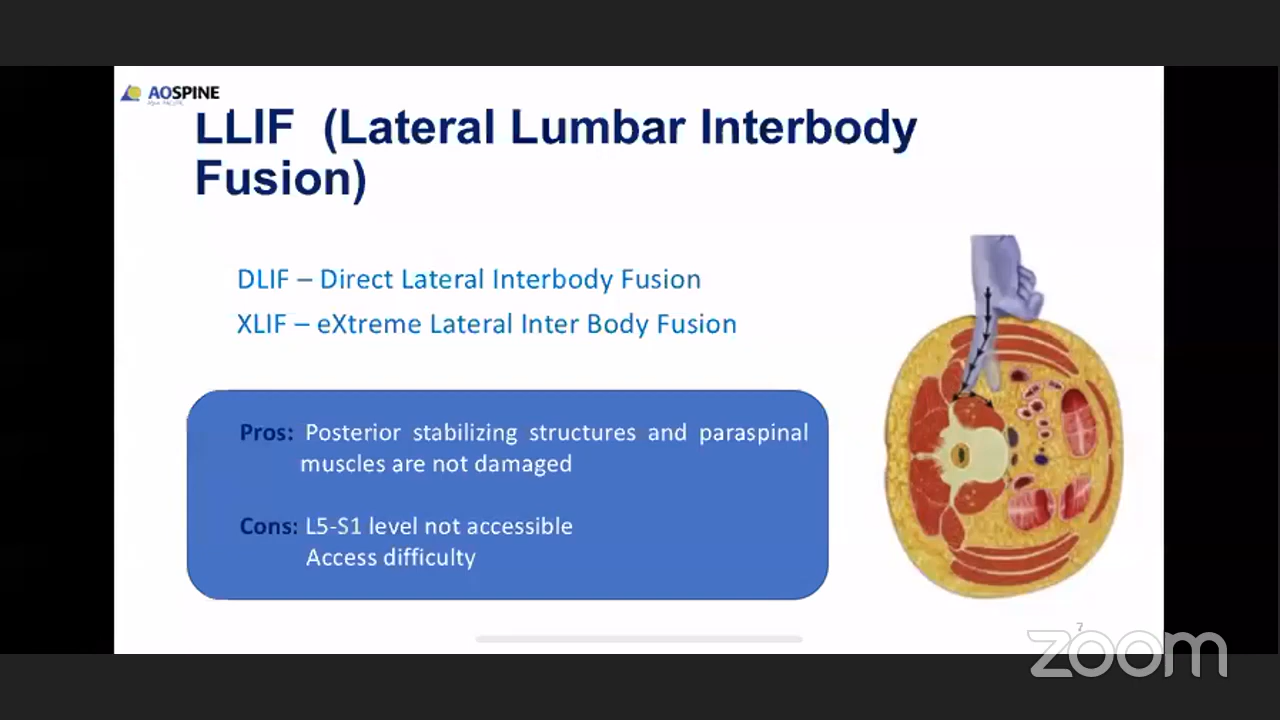 AOSPINE
LLIF (Lateral Lumbar Interbody
Fusion)
DLIF – Direct Lateral Interbody Fusion
XLIF – eXtreme Lateral Inter Body Fusion
Pros: Posterior stabilizing structures and paraspinal
muscles are not damaged
Cons: L5-S1 level not accessible
Access difficulty
7
zoom